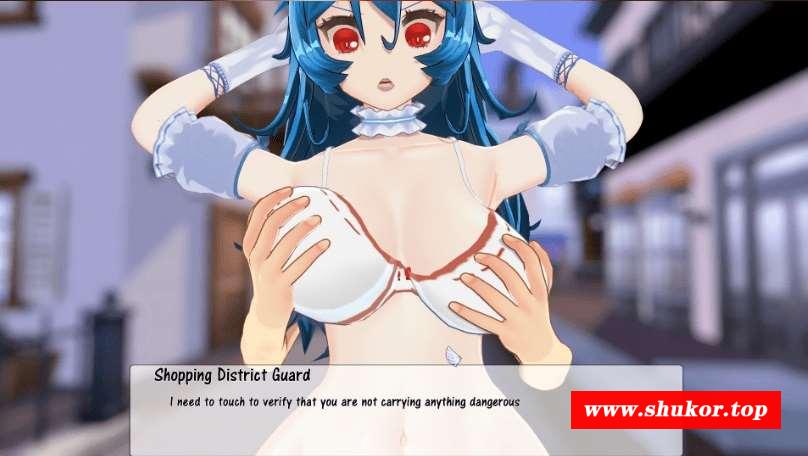 Shopping District Guard
I need to touch to verify that you are not carrying anything dangerous
www.shukor.top